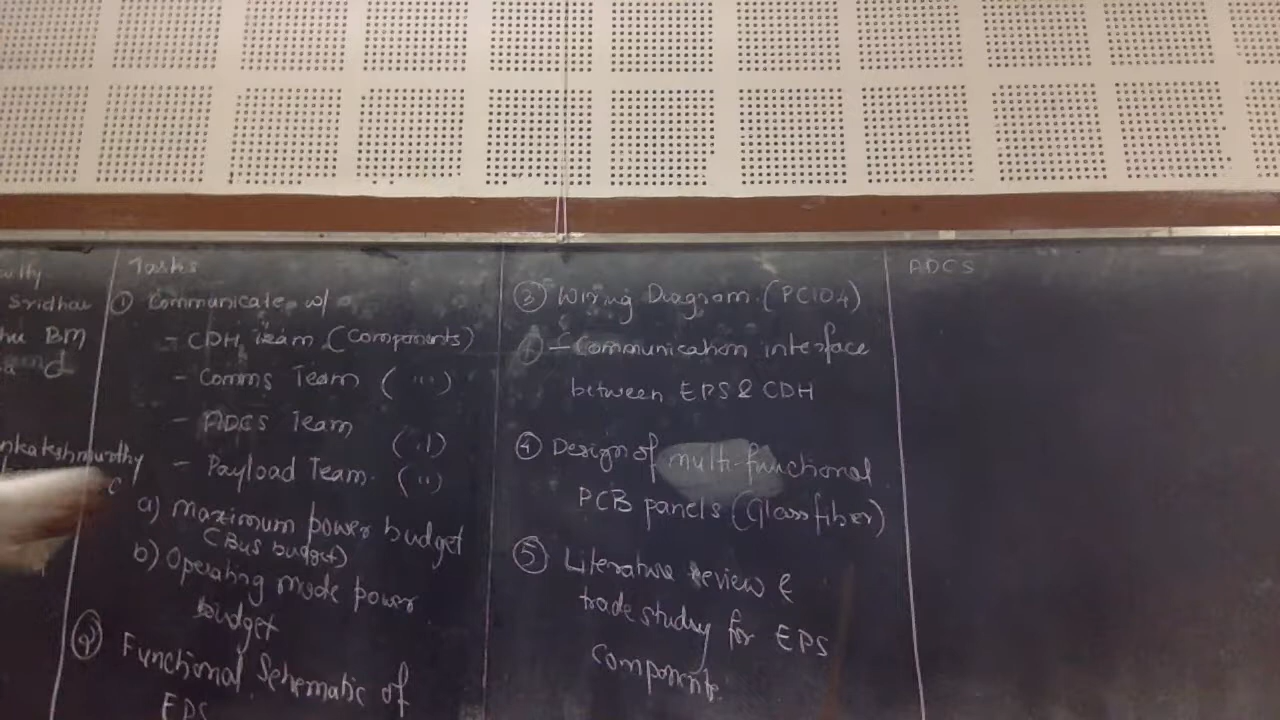 Sridhar
BM
nkateshmurthy
Tasks
① Communicate w/
- CDH Team (Components)
- Comms Team ( " )
- ADCS Team ( " )
- Payload Team. ( " )
a) Maximum power budget
(Bus budget)
b) Operating mode power
budget
② Functional Schematic of
EPS
③ Wiring Diagram. (PC104)
- Communication interface
between EPS & CDH
④ Design of multi-functional
PCB panels (Glass fiber)
⑤ Literature review &
trade study for EPS
Components.
ADCS